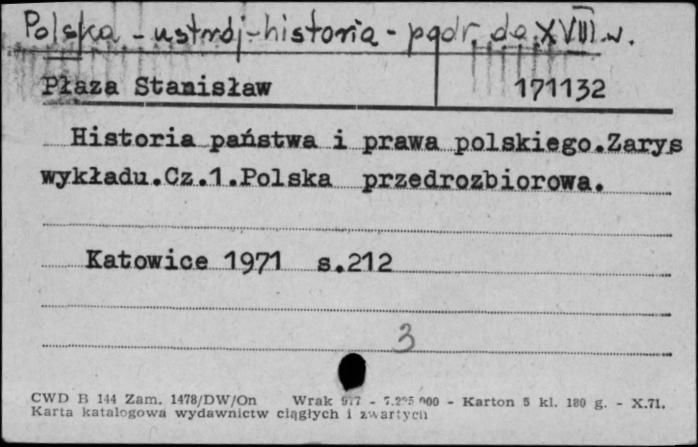 Polska - ustrój - historia - podr. do XVIII w.
Płaza Stanisław 171132
Historia państwa i prawa polskiego.Zarys
wykładu.Cz.1.Polska przedrozbiorowa.
Katowice 1971 s.212
3
CWD B 144 Zam. 1478/DW/On Wrak - Karton 5 kl. 180 g. - X.71.
Karta katalogowa wydawnictw ciągłych i zwartych